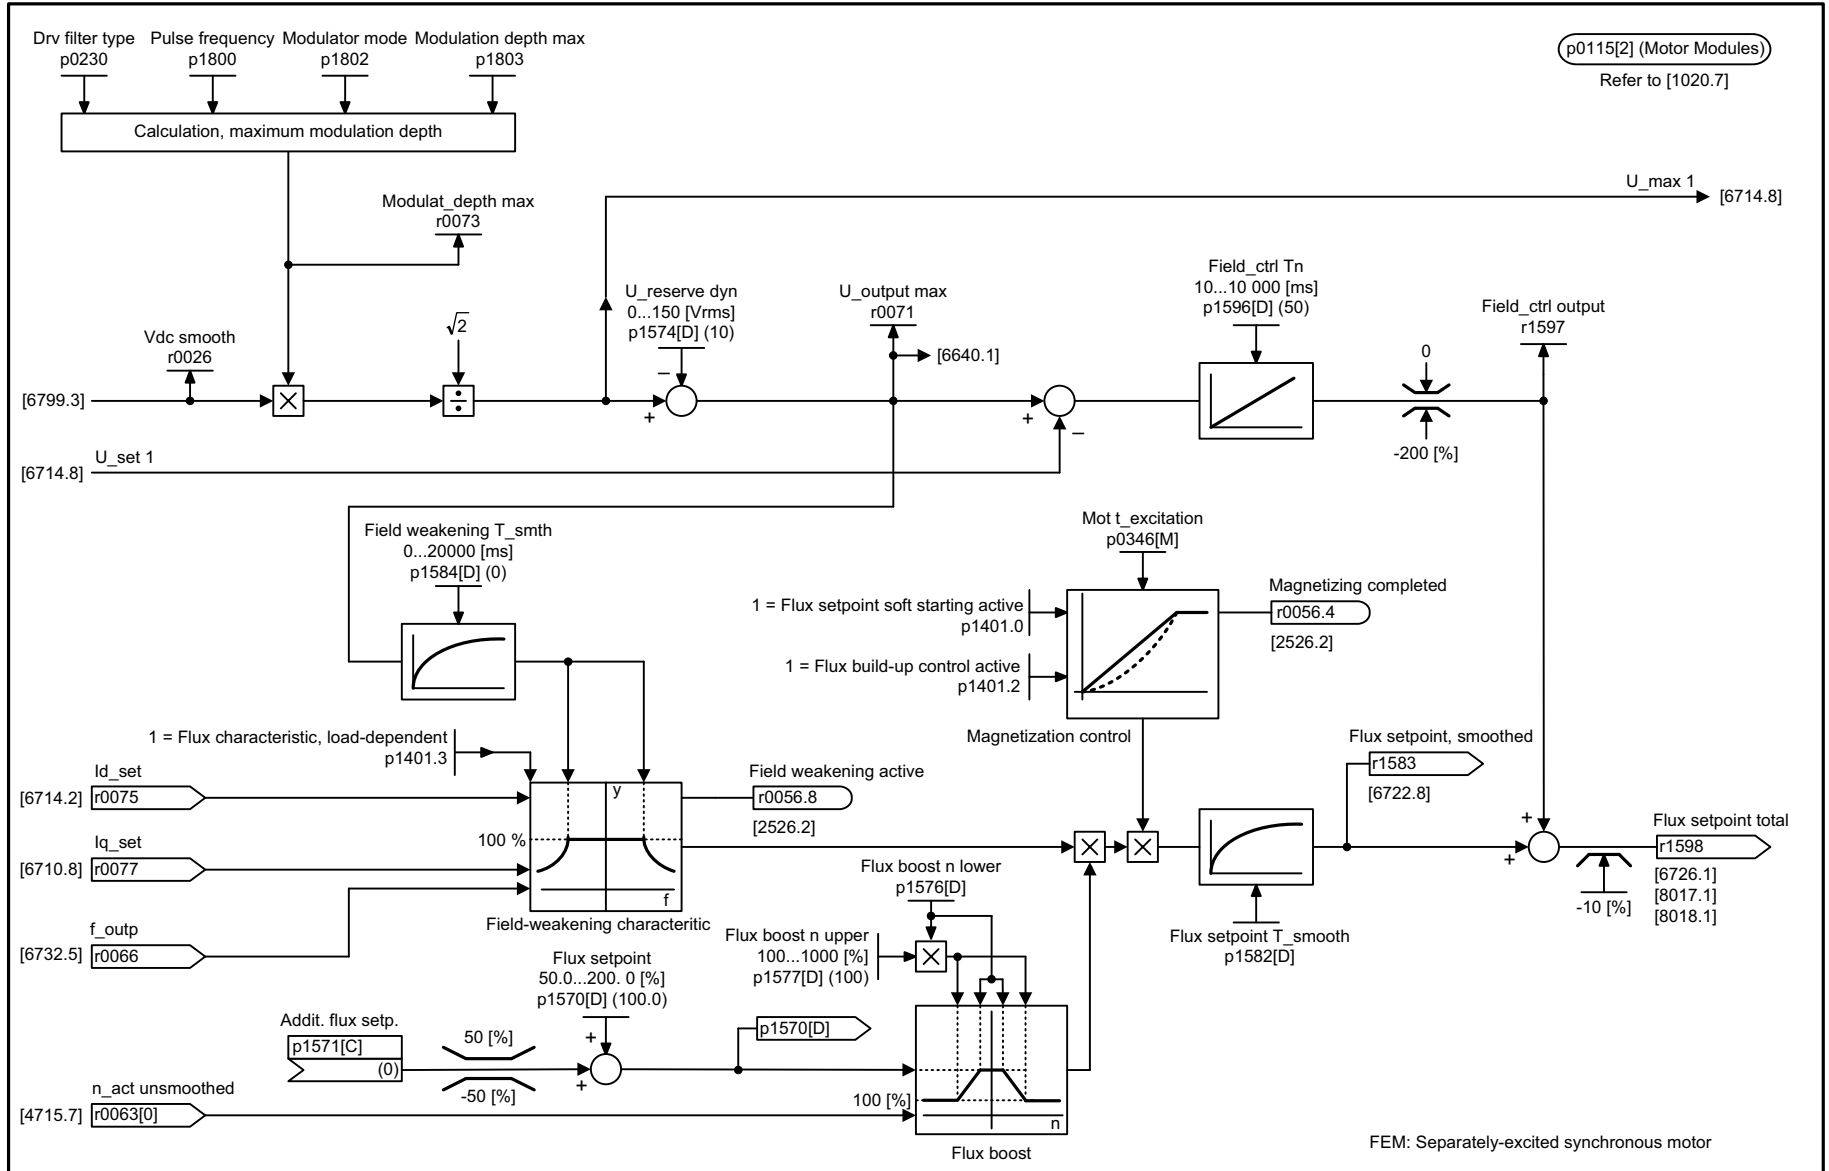 Drv filter type
p0230
Pulse frequency
p1800
Modulator mode
p1802
Modulation depth max
p1803
p0115[2] (Motor Modules)
Refer to [1020.7]
Calculation, maximum modulation depth
U_max 1
[6714.8]
Modulat_depth max
r0073
Vdc smooth
r0026
√2
U_reserve dyn
0...150 [Vrms]
p1574[D] (10)
U_output max
r0071
[6640.1]
Field_ctrl Tn
10...10 000 [ms]
p1596[D] (50)
0
-200 [%]
Field_ctrl output
r1597
[6799.3]
×
÷
–
+
+
–
[6714.8]
U_set 1
Field weakening T_smth
0...20000 [ms]
p1584[D] (0)
Mot t_excitation
p0346[M]
1 = Flux setpoint soft starting active
p1401.0
1 = Flux build-up control active
p1401.2
Magnetizing completed
r0056.4
[2526.2]
Magnetization control
1 = Flux characteristic, load-dependent
p1401.3
Id_set
[6714.2]
r0075
Iq_set
[6710.8]
r0077
f_outp
[6732.5]
r0066
y
100 %
f
Field-weakening characteritic
Field weakening active
r0056.8
[2526.2]
×
×
Flux setpoint, smoothed
r1583
[6722.8]
Flux setpoint T_smooth
p1582[D]
+
+
-10 [%]
Flux setpoint total
r1598
[6726.1]
[8017.1]
[8018.1]
Flux boost n lower
p1576[D]
Flux boost n upper
100...1000 [%]
p1577[D] (100)
×
Flux setpoint
50.0...200. 0 [%]
p1570[D] (100.0)
Addit. flux setp.
p1571[C]
(0)
50 [%]
-50 [%]
+
+
p1570[D]
n_act unsmoothed
[4715.7]
r0063[0]
100 [%]
n
Flux boost
FEM: Separately-excited synchronous motor